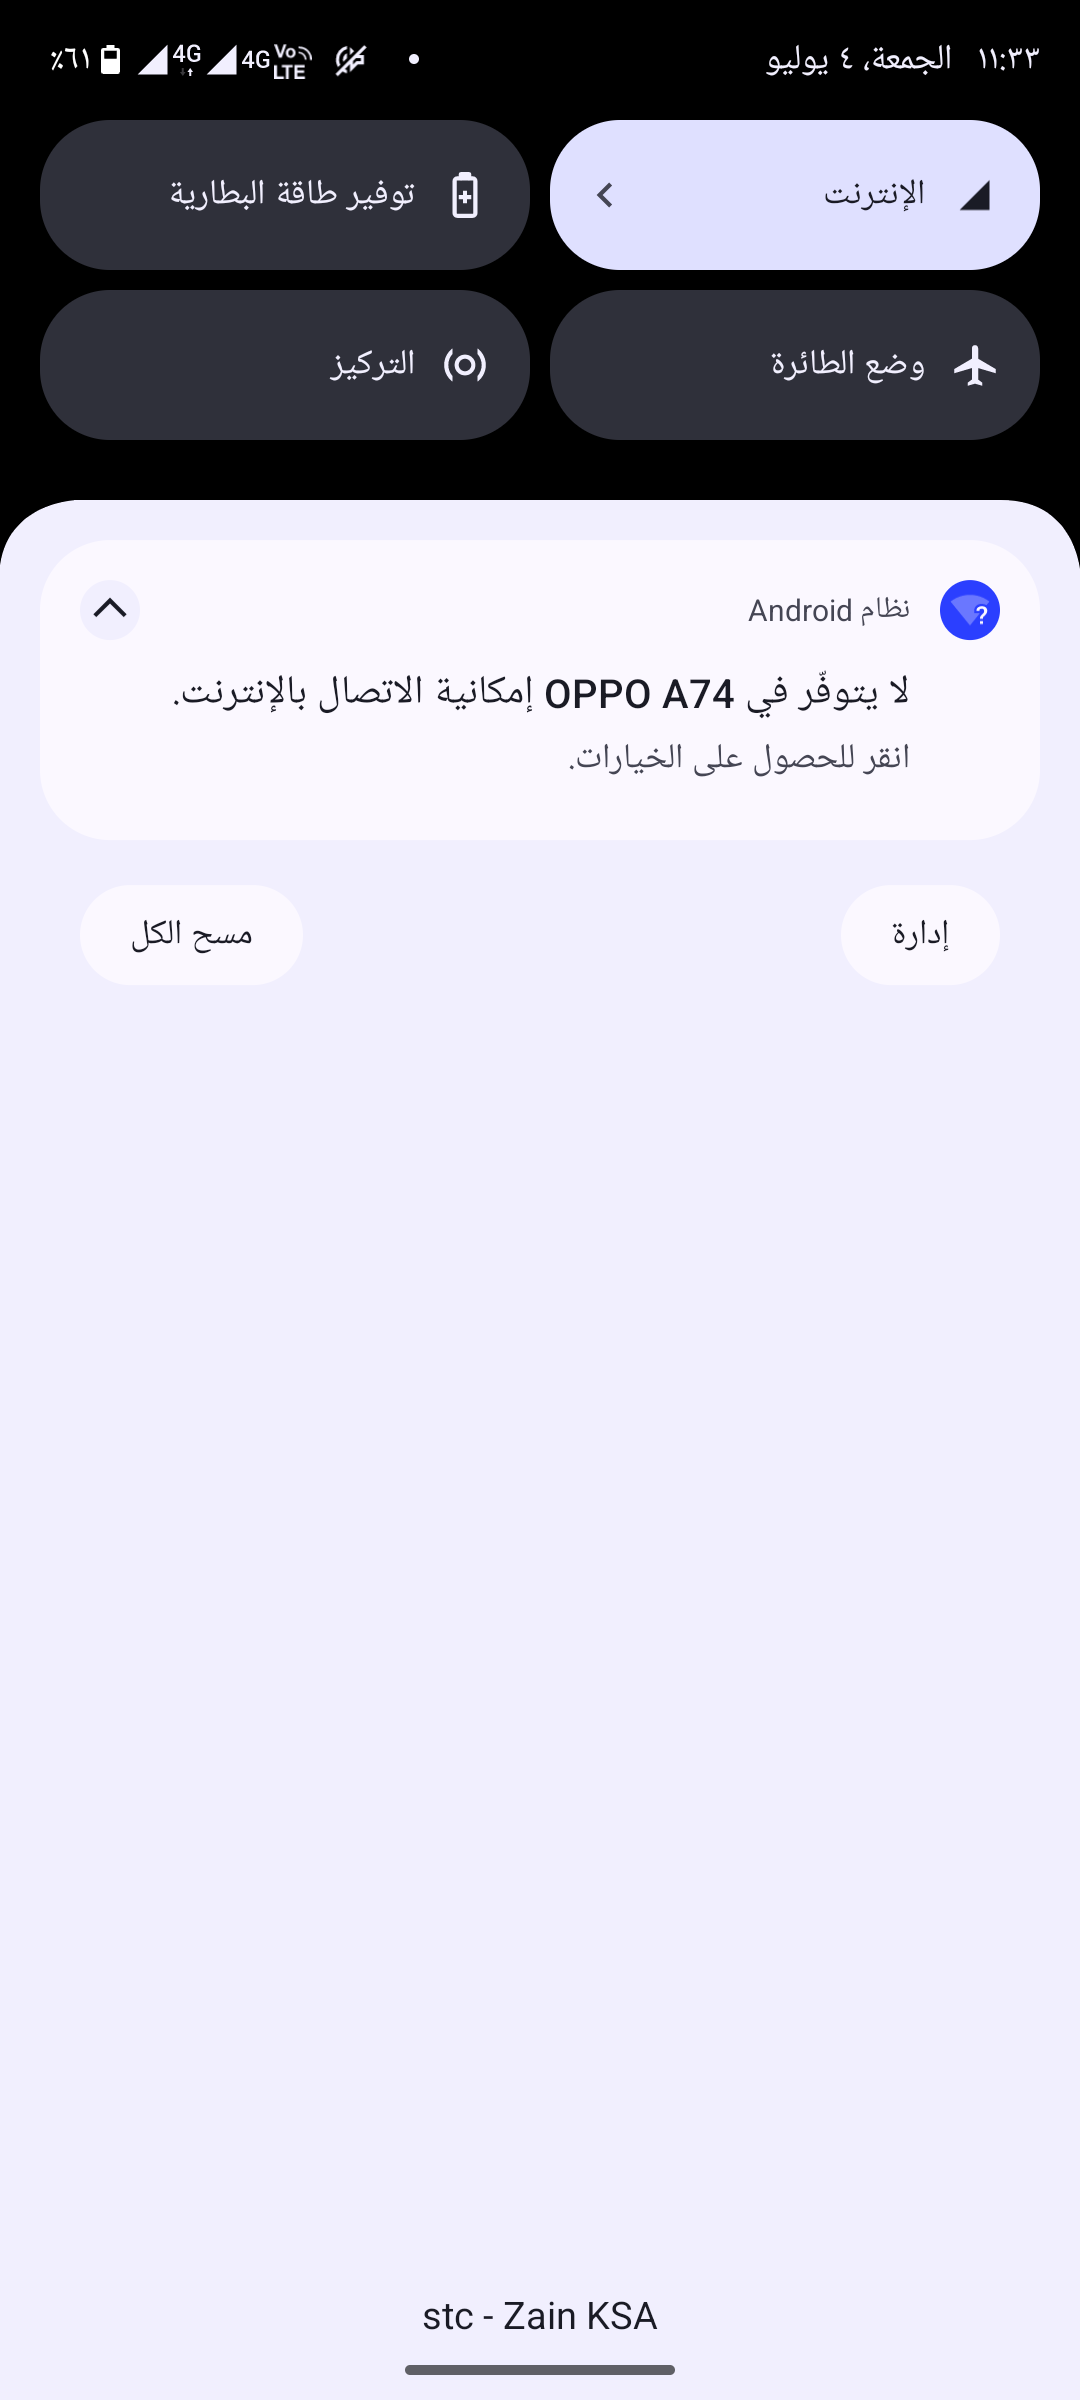 ١١:٣٣ الجمعة، ٤ يوليو
4G Vo LTE 4G ٪٦١
الإنترنت
توفير طاقة البطارية
وضع الطائرة
التركيز
نظام Android
لا يتوفّر في OPPO A74 إمكانية الاتصال بالإنترنت.
انقر للحصول على الخيارات.
إدارة
مسح الكل
stc - Zain KSA